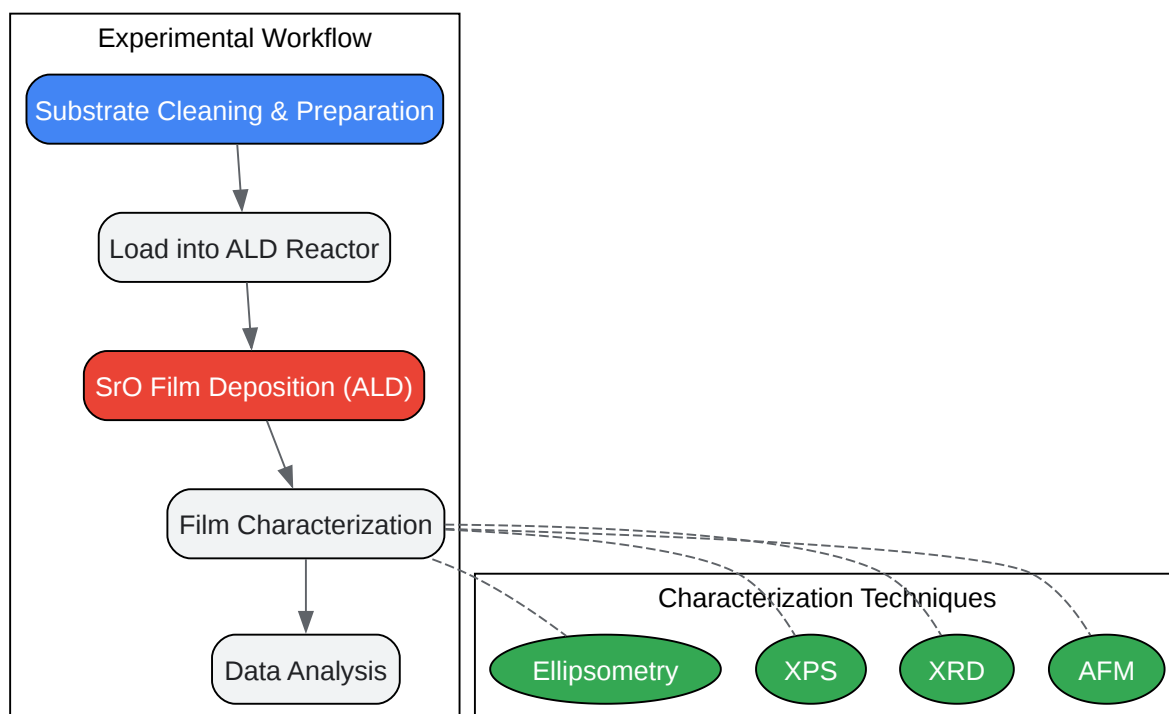 Experimental Workflow
Substrate Cleaning & Preparation
Load into ALD Reactor
SrO Film Deposition (ALD)
Film Characterization
Data Analysis
Characterization Techniques
Ellipsometry
XPS
XRD
AFM